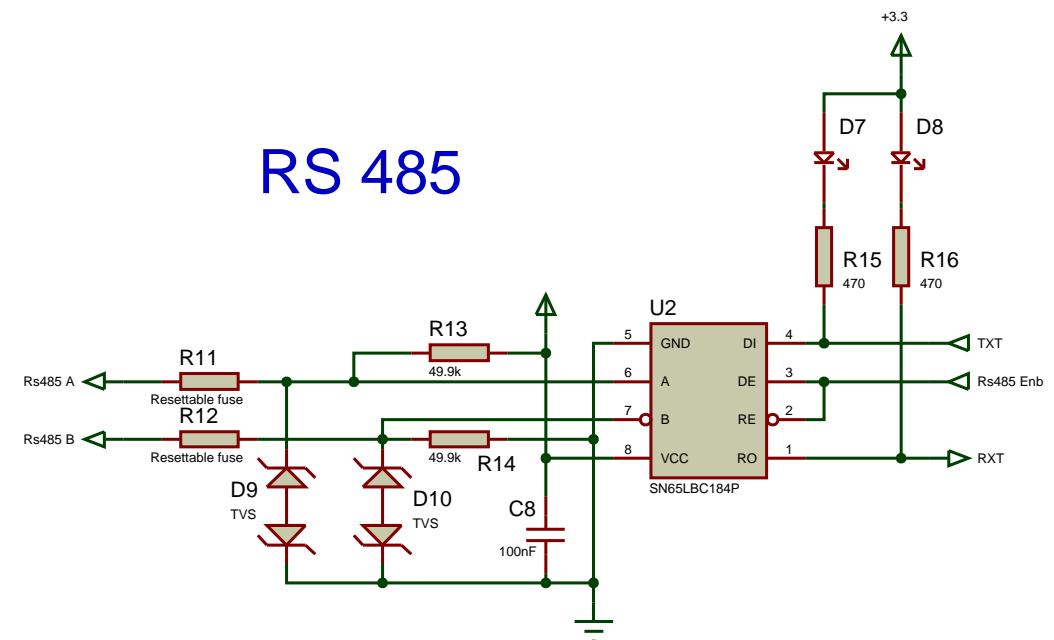 +3.3
D7
D8
RS 485
R15
470
R16
470
U2
R13
49.9k
5
GND
DI
4
TXT
R11
Resettable fuse
Rs485 A
6
A
DE
3
Rs485 Enb
R12
Resettable fuse
Rs485 B
7
B
RE
2
49.9k
R14
8
VCC
RO
1
RXT
SN65LBC184P
D9
TVS
D10
TVS
C8
100nF